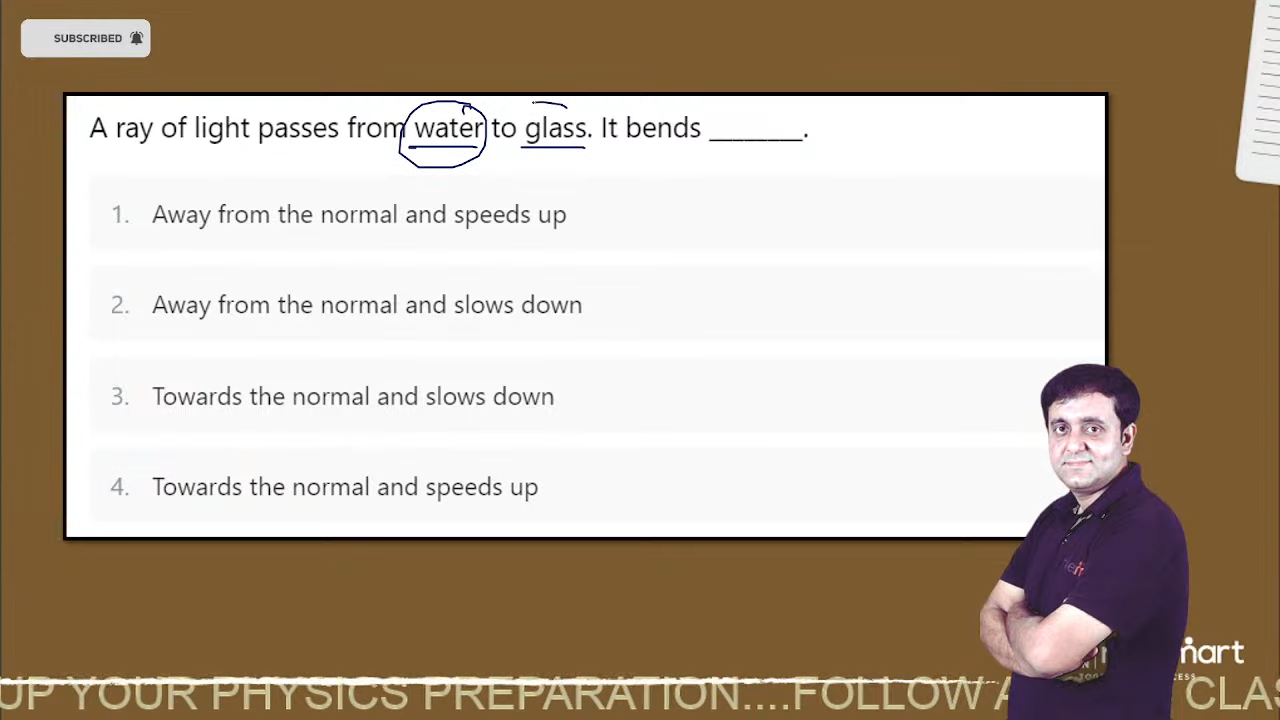 SUBSCRIBED
A ray of light passes from water to glass. It bends ________.
1. Away from the normal and speeds up
2. Away from the normal and slows down
3. Towards the normal and slows down
4. Towards the normal and speeds up
UP YOUR PHYSICS PREPARATION....FOLLOW